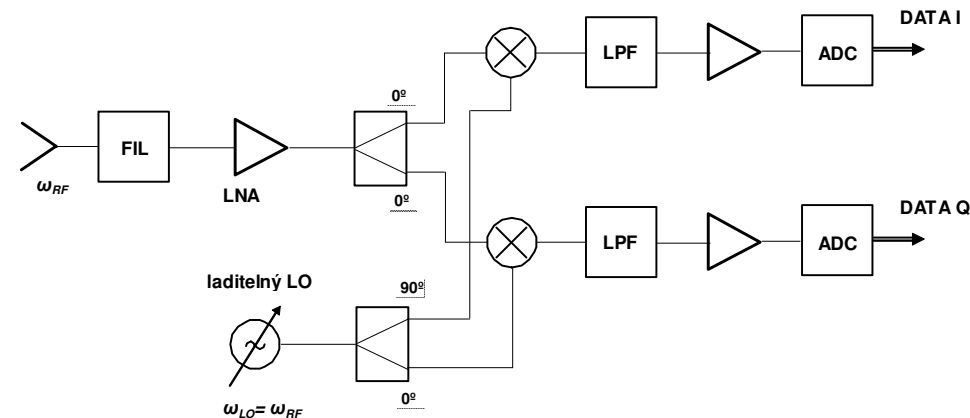 DATA I
LPF
ADC
0º
FIL
ω_RF
LNA
0º
DATA Q
LPF
ADC
laditelný LO
90º
0º
ω_LO= ω_RF